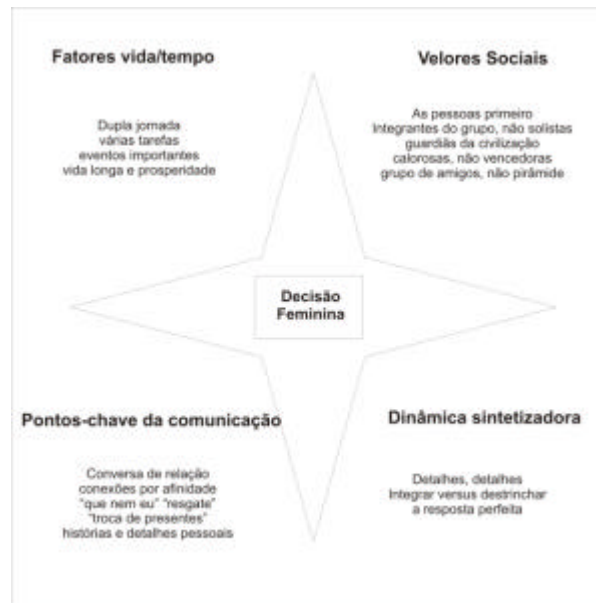 Fatores vida/tempo
Dupla jornada
várias tarefas
eventos importantes
vida longa e prosperidade
Velores Sociais
As pessoas primeiro
Integrantes do grupo, não solistas
guardiãs da civilização
calorosas, não vencedoras
grupo de amigos, não pirâmide
Decisão
Feminina
Pontos-chave da comunicação
Conversa de relação
conexões por afinidade
“que nem eu” “resgate”
“troca de presentes”
histórias e detalhes pessoais
Dinâmica sintetizadora
Detalhes, detalhes
Integrar versus destrinchar
a resposta perfeita